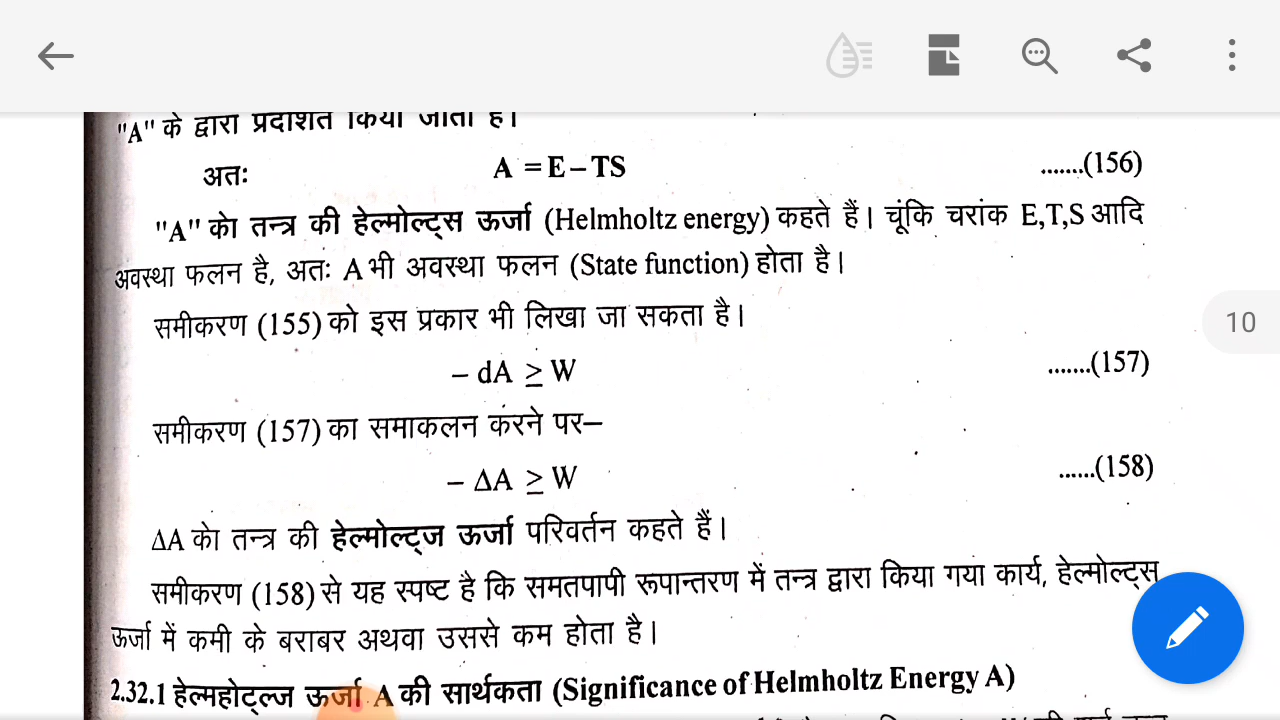 "A" के द्वारा प्रदर्शित किया जाता है।
अतः A = E – TS .......(156)
"A" को तन्त्र की हेल्मोल्ट्स ऊर्जा (Helmholtz energy) कहते हैं। चूंकि चरांक E,T,S आदि
अवस्था फलन है, अतः A भी अवस्था फलन (State function) होता है।
समीकरण (155) को इस प्रकार भी लिखा जा सकता है।
– dA ≥ W .......(157)
10
समीकरण (157) का समाकलन करने पर–
– ΔA ≥ W ......(158)
ΔA को तन्त्र की हेल्मोल्ट्ज ऊर्जा परिवर्तन कहते हैं।
समीकरण (158) से यह स्पष्ट है कि समतपापी रूपान्तरण में तन्त्र द्वारा किया गया कार्य, हेल्मोल्ट्स
ऊर्जा में कमी के बराबर अथवा उससे कम होता है।
2.32.1 हेल्महोट्ल्ज ऊर्जा A की सार्थकता (Significance of Helmholtz Energy A)